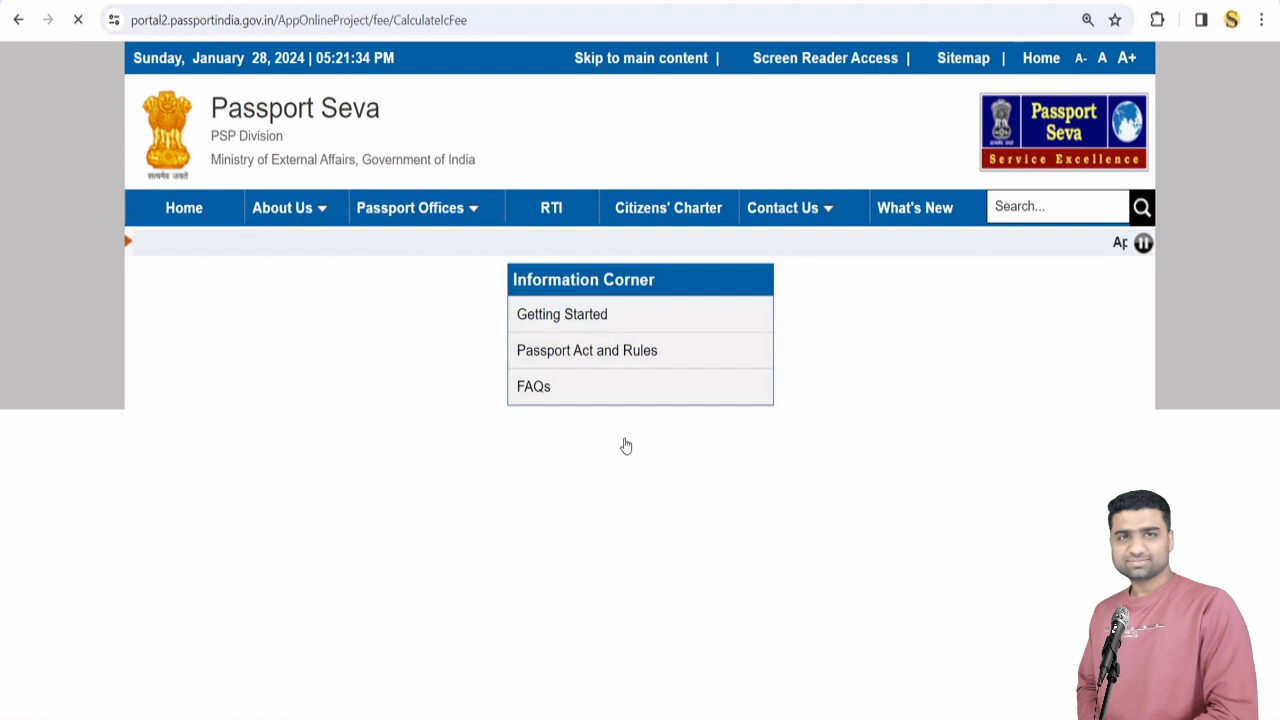 portal2.passportindia.gov.in/AppOnlineProject/fee/CalculateIcFee
Sunday, January 28, 2024 | 05:21:34 PM
Skip to main content |
Screen Reader Access |
Sitemap |
Home
A-
A
A+
Passport Seva
PSP Division
Ministry of External Affairs, Government of India
सत्यमेव जयते
Passport
Seva
Service Excellence
Home
About Us
Passport Offices
RTI
Citizens' Charter
Contact Us
What's New
Search...
Ap
Information Corner
Getting Started
Passport Act and Rules
FAQs